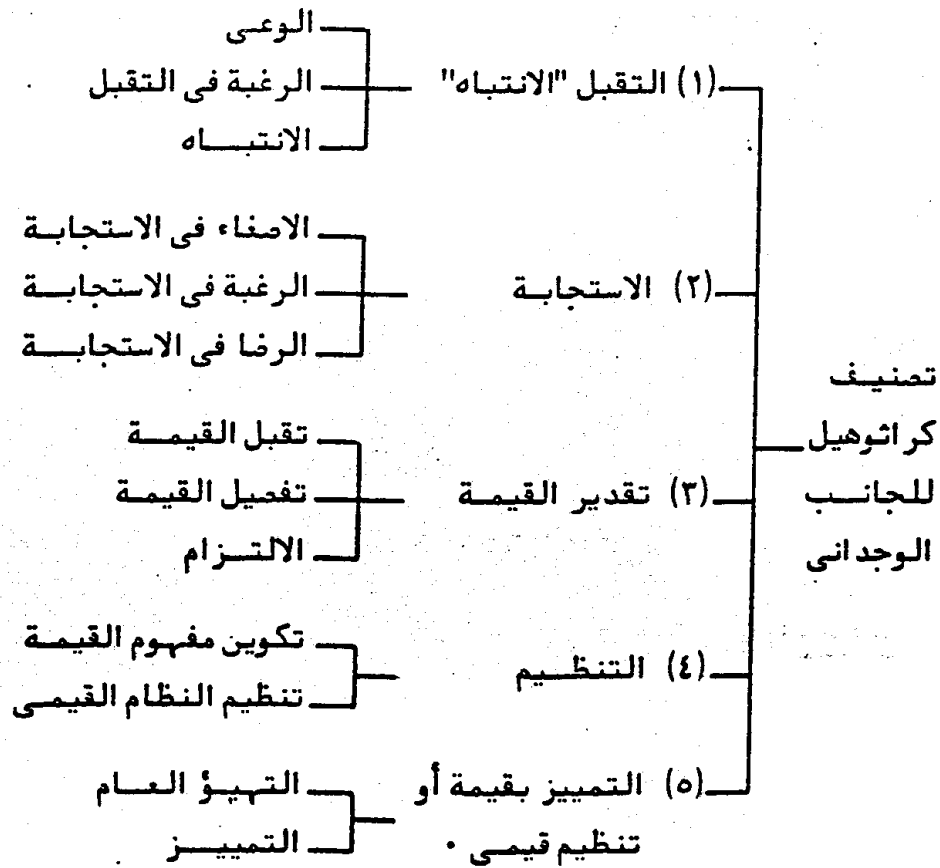 تصنيف
كراثوهيل
للجانب
الوجدانى
(١) التقبل "الانتباه"
الوعى
الرغبة فى التقبل
الانتباه
(٢) الاستجابة
الاصغاء فى الاستجابة
الرغبة فى الاستجابة
الرضا فى الاستجابة
(٣) تقدير القيمة
تقبل القيمة
تفصيل القيمة
الالتزام
(٤) التنظيم
تكوين مفهوم القيمة
تنظيم النظام القيمى
(٥) التمييز بقيمة أو
تنظيم قيمى .
التهيؤ العام
التمييز